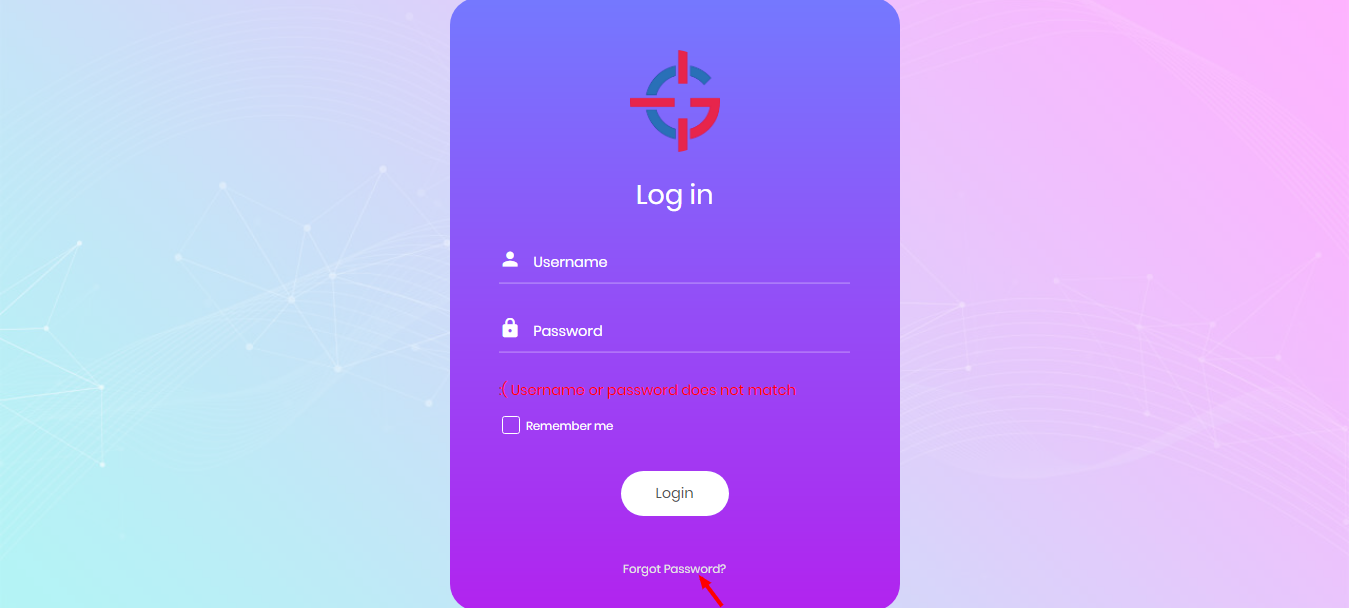 Log in
Username
Password
:( Username or password does not match
Remember me
Login
Forgot Password?